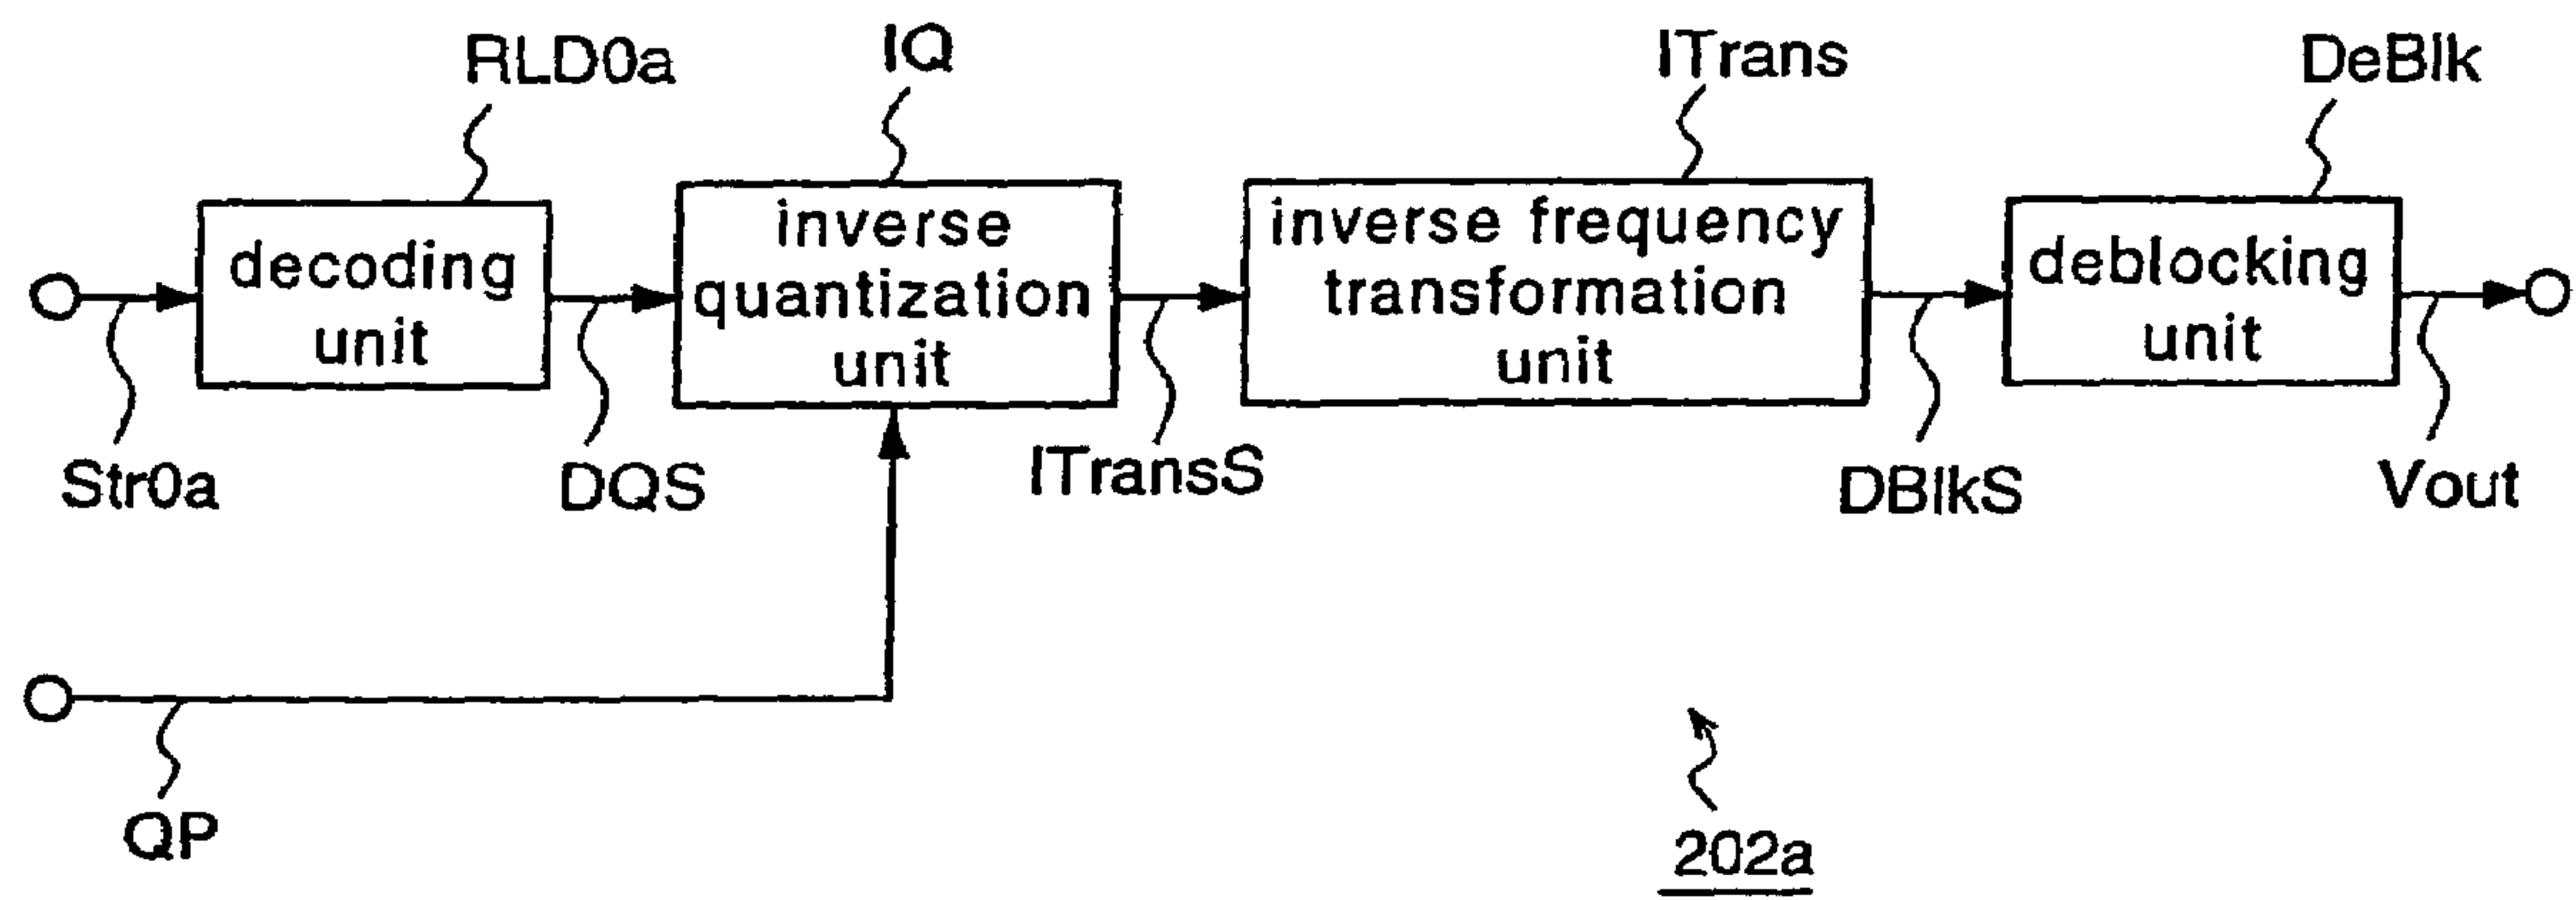 RLD0a
IQ
ITrans
DeBlk
decoding
unit
inverse
quantization
unit
inverse frequency
transformation
unit
deblocking
unit
Str0a
DQS
ITransS
DBlkS
Vout
QP
202a